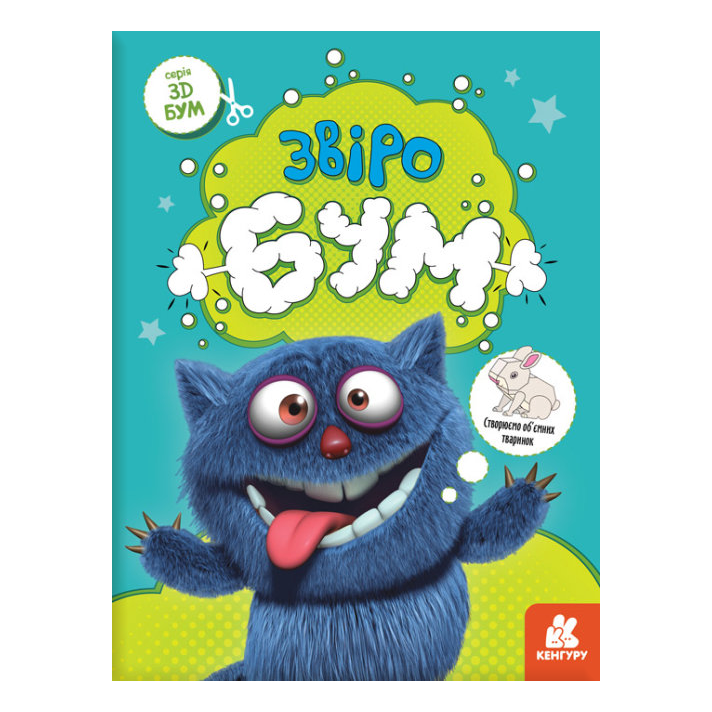 серія
3D
БУМ
ЗВІРО
БУМ
Створюємо об'ємних
тваринок
КЕНГУРУ